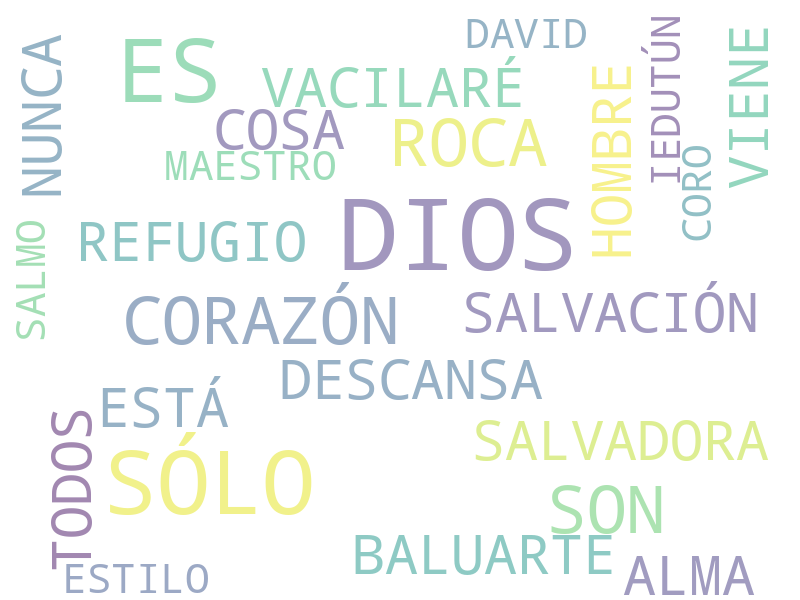 DAVID
ES
VACILARÉ
NUNCA
IEDUTÚN
VIENE
COSA
ROCA
HOMBRE
MAESTRO
CORO
REFUGIO
DIOS
SALMO
CORAZÓN
SALVACIÓN
DESCANSA
ESTÁ
SALVADORA
TODOS
SÓLO
SON
BALUARTE
ALMA
ESTILO